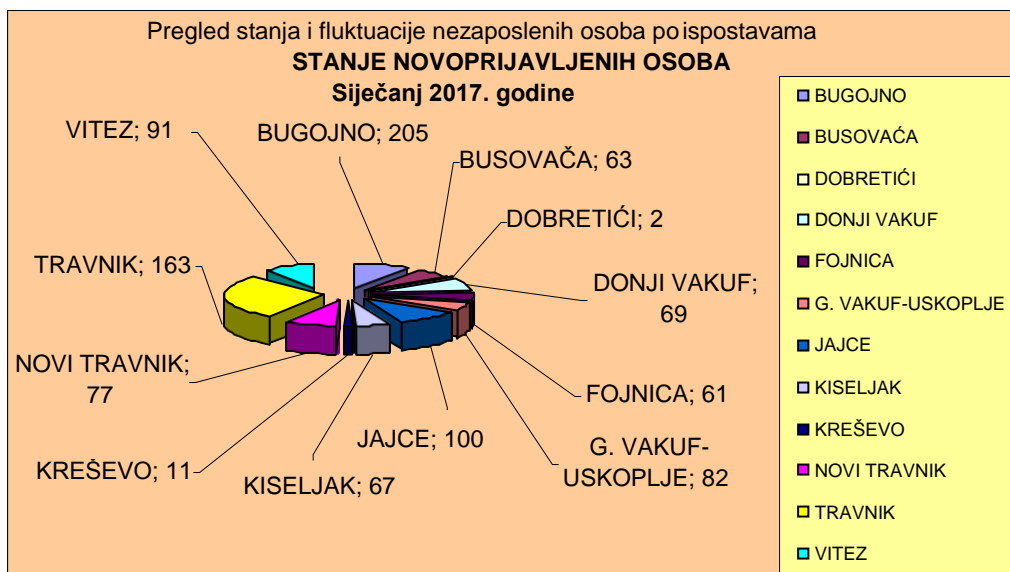 Pregled stanja i fluktuacije nezaposlenih osoba po ispostavama
STANJE NOVOPRIJAVLJENIH OSOBA
Siječanj 2017. godine
VITEZ; 91
BUGOJNO; 205
BUSOVAČA; 63
DOBRETIĆI; 2
DONJI VAKUF;
69
FOJNICA; 61
G. VAKUF-
USKOPLJE; 82
JAJCE; 100
KISELJAK; 67
KREŠEVO; 11
NOVI TRAVNIK;
77
TRAVNIK; 163
BUGOJNO
BUSOVAĆA
DOBRETIĆI
DONJI VAKUF
FOJNICA
G. VAKUF-USKOPLJE
JAJCE
KISELJAK
KREŠEVO
NOVI TRAVNIK
TRAVNIK
VITEZ